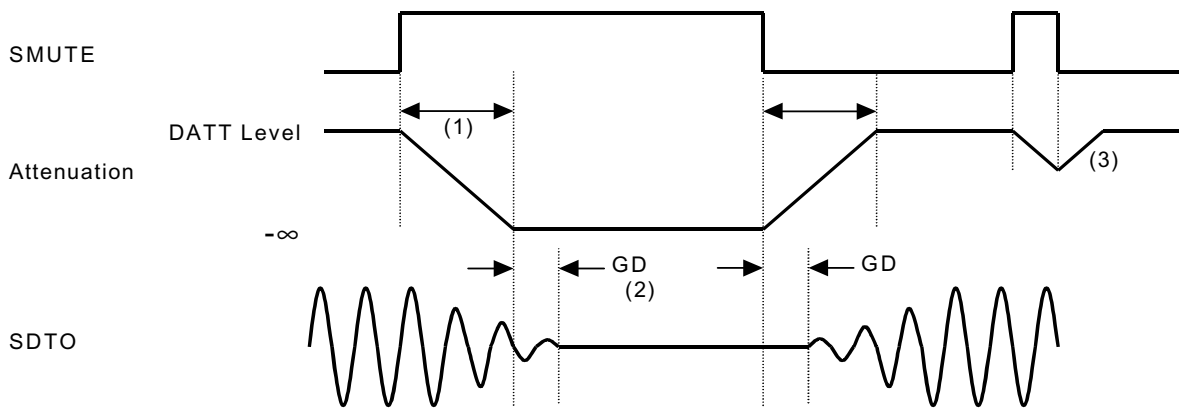 SMUTE
DATT Level
(1)
(3)
Attenuation
-∞
GD
GD
(2)
SDTO